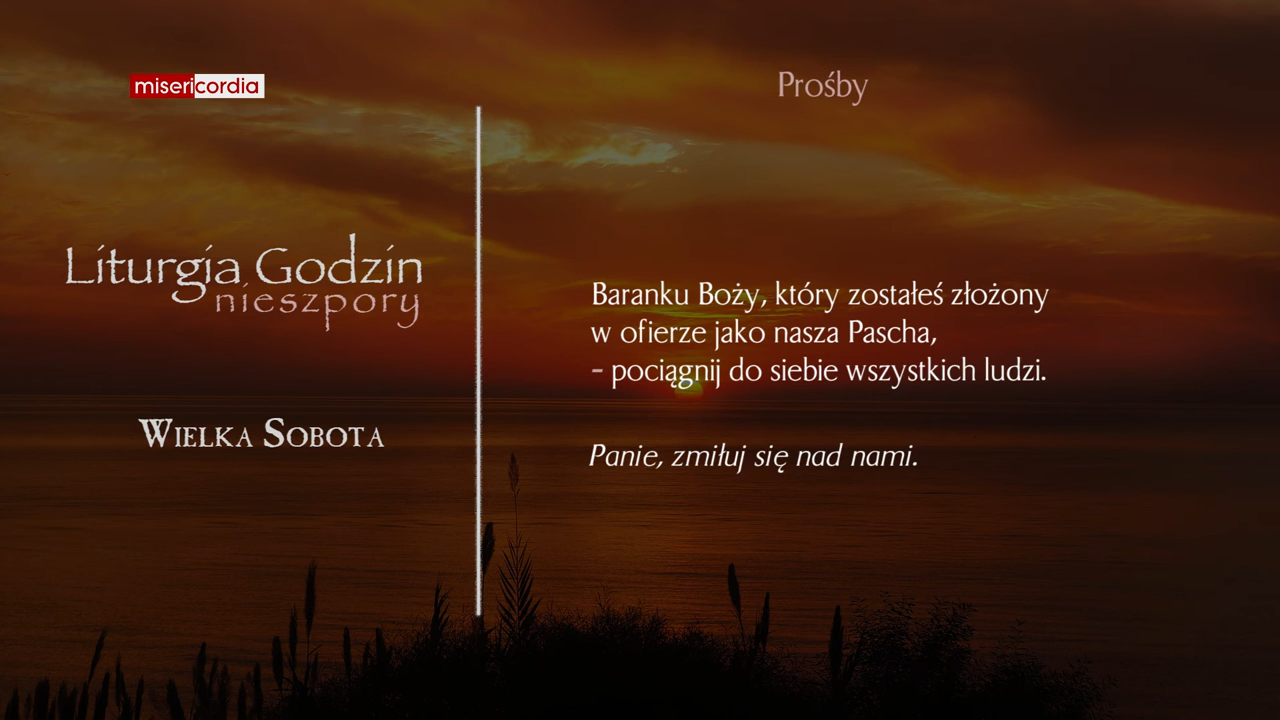 misericordia
Liturgia Godzin
nieszpory
Wielka Sobota
Prośby
Baranku Boży, który zostałeś złożony
w ofierze jako nasza Pascha,
– pociągnij do siebie wszystkich ludzi.
Panie, zmiłuj się nad nami.